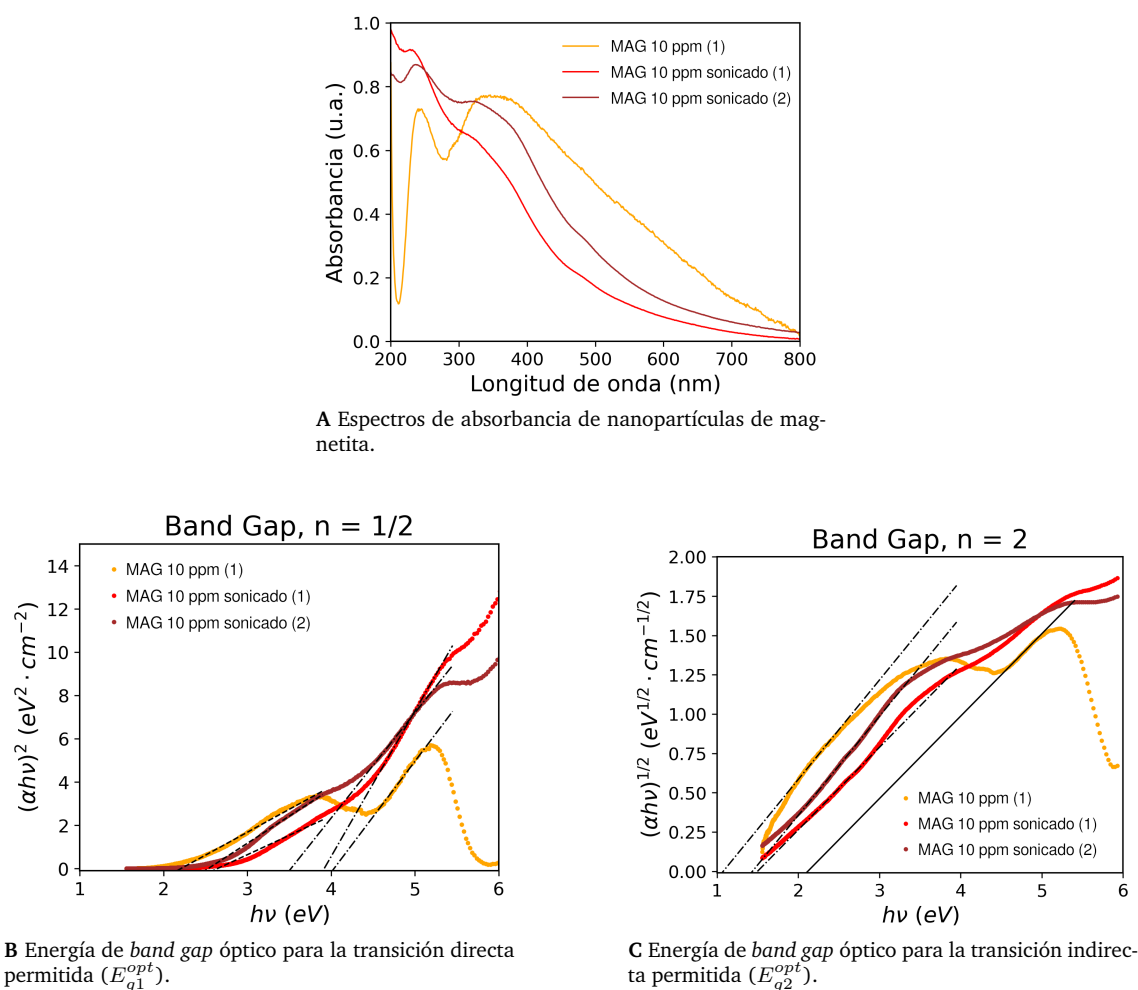 1.0
0.8
0.6
0.4
0.2
0.0
Absorbancia (u.a.)
MAG 10 ppm (1)
MAG 10 ppm sonicado (1)
MAG 10 ppm sonicado (2)
200 300 400 500 600 700 800
Longitud de onda (nm)
A Espectros de absorbancia de nanopartículas de mag-
netita.
Band Gap, n = 1/2
14
12
10
8
6
4
2
0
(αhν)² (eV² · cm⁻²)
MAG 10 ppm (1)
MAG 10 ppm sonicado (1)
MAG 10 ppm sonicado (2)
1 2 3 4 5 6
hν (eV)
B Energía de band gap óptico para la transición directa
permitida (E_{g1}^{opt}).
Band Gap, n = 2
2.00
1.75
1.50
1.25
1.00
0.75
0.50
0.25
0.00
(αhν)^{1/2} (eV^{1/2} · cm^{−1/2})
MAG 10 ppm (1)
MAG 10 ppm sonicado (1)
MAG 10 ppm sonicado (2)
1 2 3 4 5 6
hν (eV)
C Energía de band gap óptico para la transición indirec-
ta permitida (E_{g2}^{opt}).